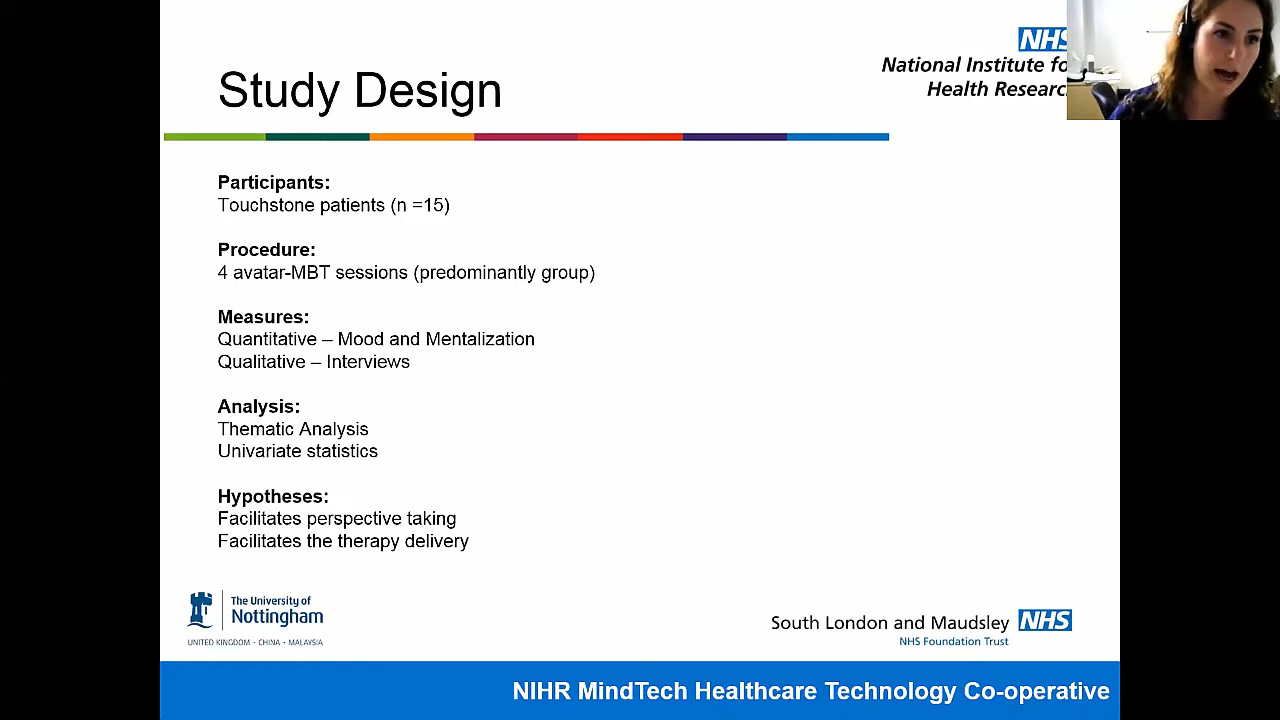 Study Design
NHS
National Institute for
Health Research
Participants:
Touchstone patients (n =15)
Procedure:
4 avatar-MBT sessions (predominantly group)
Measures:
Quantitative – Mood and Mentalization
Qualitative – Interviews
Analysis:
Thematic Analysis
Univariate statistics
Hypotheses:
Facilitates perspective taking
Facilitates the therapy delivery
The University of
Nottingham
UNITED KINGDOM · CHINA · MALAYSIA
South London and Maudsley NHS
NHS Foundation Trust
NIHR MindTech Healthcare Technology Co-operative